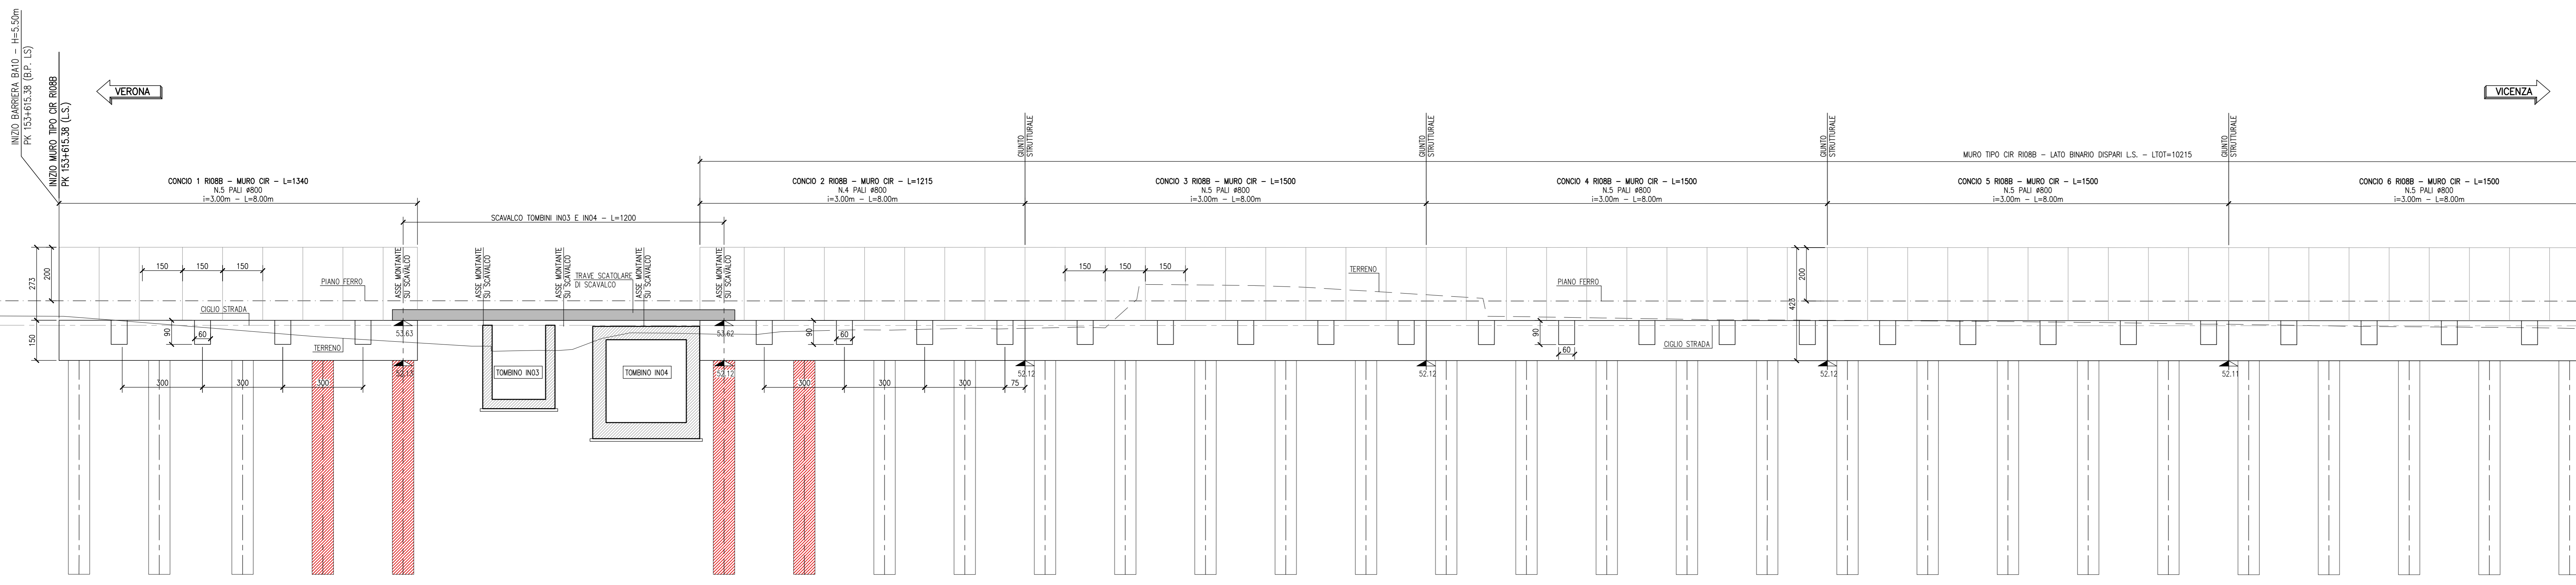 INIZIO BARRIERA BA10 - H=5.50m
PK 153+615.38 (B.P. LS)
INIZIO MURO TIPO CIR RI08B
PK 153+615.38 (L.S.)
VERONA
VICENZA
GIUNTO
STRUTTURALE
GIUNTO
STRUTTURALE
GIUNTO
STRUTTURALE
GIUNTO
STRUTTURALE
MURO TIPO CIR RI08B - LATO BINARIO DISPARI L.S. - LTOT=10215
CONCIO 1 RI08B - MURO CIR - L=1340
N.5 PALI ø800
i=3.00m - L=8.00m
CONCIO 2 RI08B - MURO CIR - L=1215
N.4 PALI ø800
i=3.00m - L=8.00m
CONCIO 3 RI08B - MURO CIR - L=1500
N.5 PALI ø800
i=3.00m - L=8.00m
CONCIO 4 RI08B - MURO CIR - L=1500
N.5 PALI ø800
i=3.00m - L=8.00m
CONCIO 5 RI08B - MURO CIR - L=1500
N.5 PALI ø800
i=3.00m - L=8.00m
CONCIO 6 RI08B - MURO CIR - L=1500
N.5 PALI ø800
i=3.00m - L=8.00m
SCAVALCO TOMBINI IN03 E IN04 - L=1200
273
200
150
150
150
150
PIANO FERRO
CIGLIO STRADA
90
60
TERRENO
ASSE MONTANTE
SU SCAVALCO
ASSE MONTANTE
SU SCAVALCO
ASSE MONTANTE
SU SCAVALCO
ASSE MONTANTE
SU SCAVALCO
ASSE MONTANTE
SU SCAVALCO
TRAVE SCATOLARE
DI SCAVALCO
53.63
53.62
52.13
52.12
TOMBINO IN03
TOMBINO IN04
300
300
300
90
60
300
300
300
75
150
150
150
TERRENO
PIANO FERRO
90
60
CIGLIO STRADA
423
200
52.12
52.12
52.12
52.11